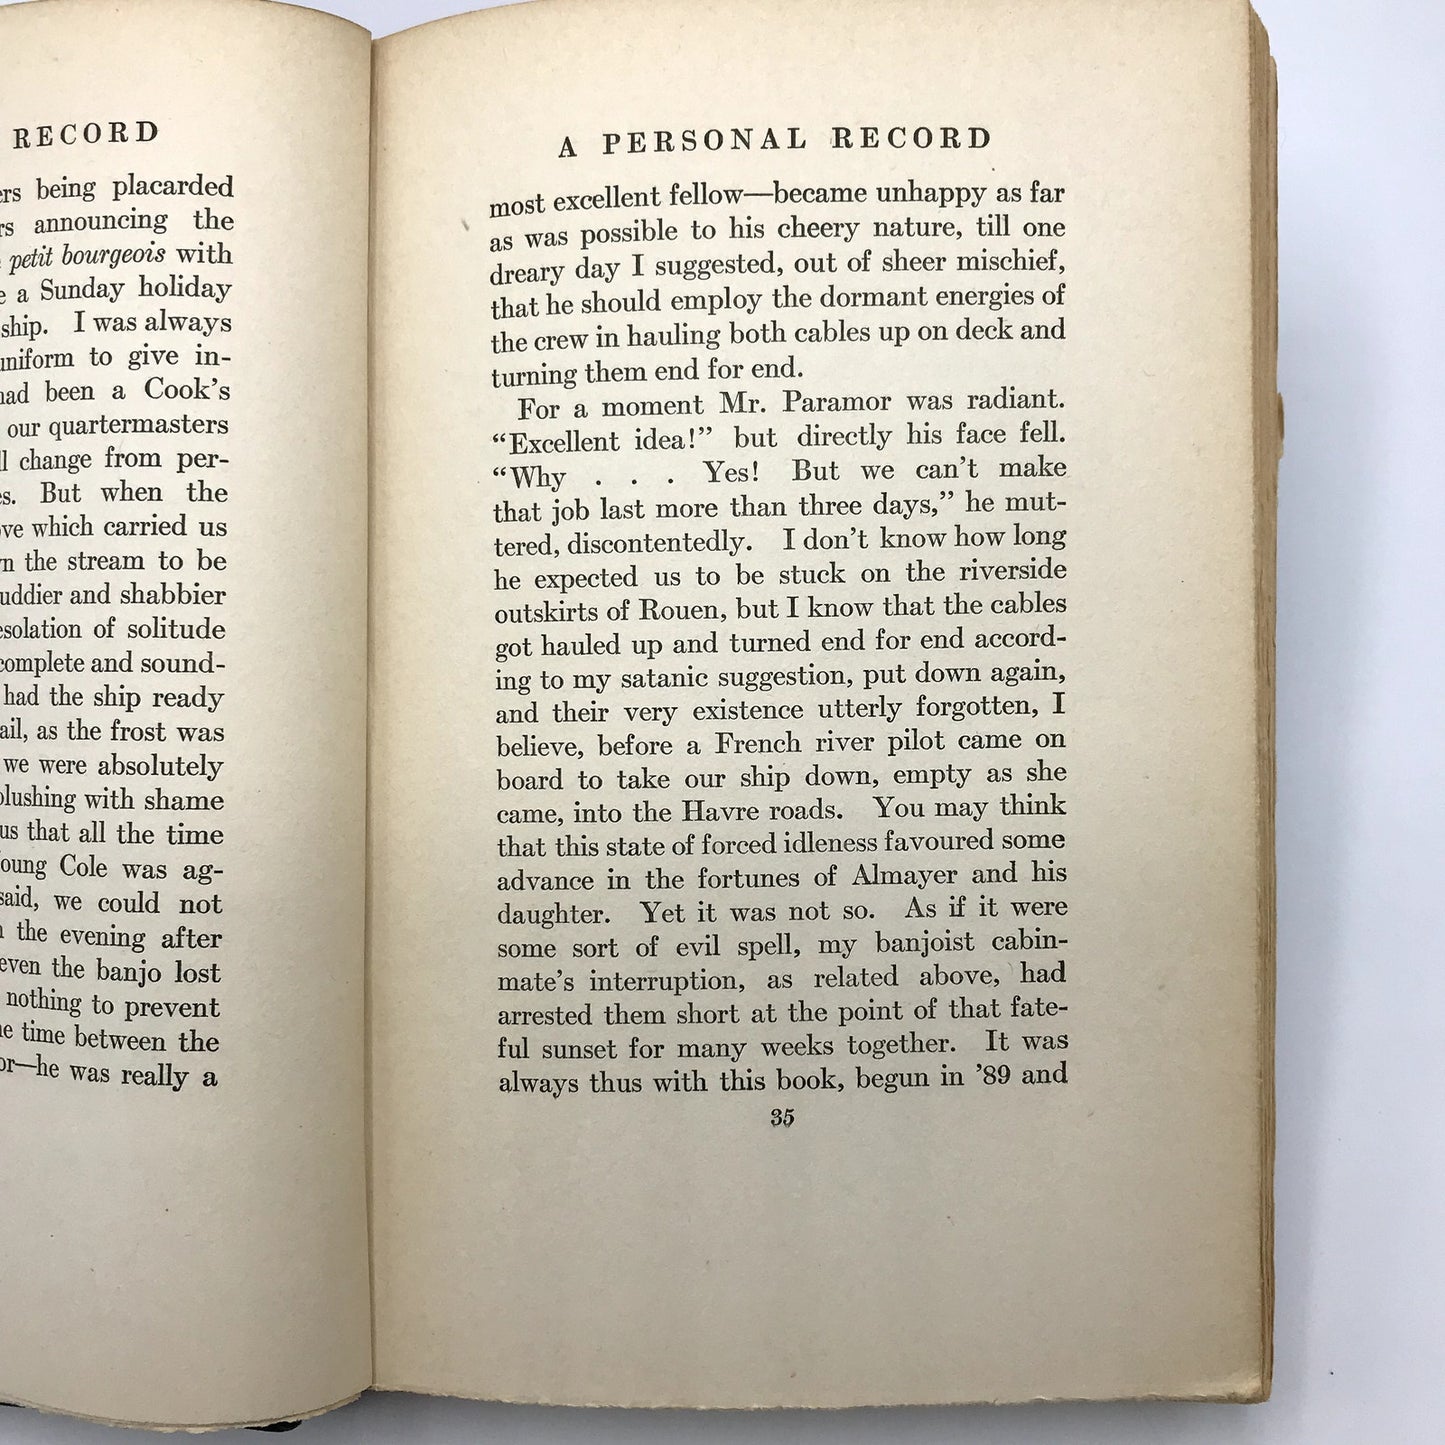 RECORD
being placarded
announcing the
petit bourgeois with
a Sunday holiday
ship. I was always
uniform to give in-
had been a Cook's
our quartermasters
change from per-
But when the
which carried us
the stream to be
and shabbier
of solitude
complete and sound-
had the ship ready
as the frost was
we were absolutely
blushing with shame
us that all the time
Young Cole was ag-
said, we could not
the evening after
even the banjo lost
nothing to prevent
time between the
he was really a
A PERSONAL RECORD
most excellent fellow—became unhappy as far
as was possible to his cheery nature, till one
dreary day I suggested, out of sheer mischief,
that he should employ the dormant energies of
the crew in hauling both cables up on deck and
turning them end for end.
For a moment Mr. Paramor was radiant.
“Excellent idea!” but directly his face fell.
“Why . . . Yes! But we can't make
that job last more than three days,” he mut-
tered, discontentedly. I don't know how long
he expected us to be stuck on the riverside
outskirts of Rouen, but I know that the cables
got hauled up and turned end for end accord-
ing to my satanic suggestion, put down again,
and their very existence utterly forgotten, I
believe, before a French river pilot came on
board to take our ship down, empty as she
came, into the Havre roads. You may think
that this state of forced idleness favoured some
advance in the fortunes of Almayer and his
daughter. Yet it was not so. As if it were
some sort of evil spell, my banjoist cabin-
mate's interruption, as related above, had
arrested them short at the point of that fate-
ful sunset for many weeks together. It was
always thus with this book, begun in '89 and
35